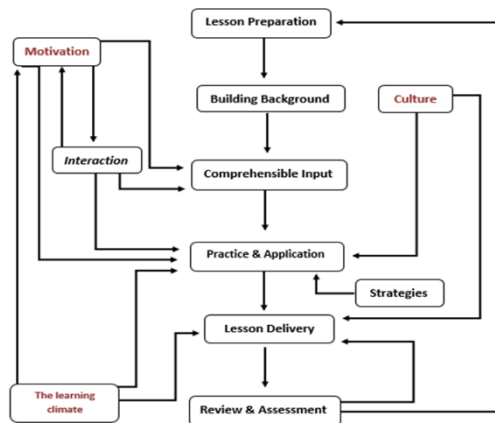 Lesson Preparation
Motivation
Building Background
Culture
Interaction
Comprehensible Input
Practice & Application
Strategies
Lesson Delivery
The learning
climate
Review & Assessment